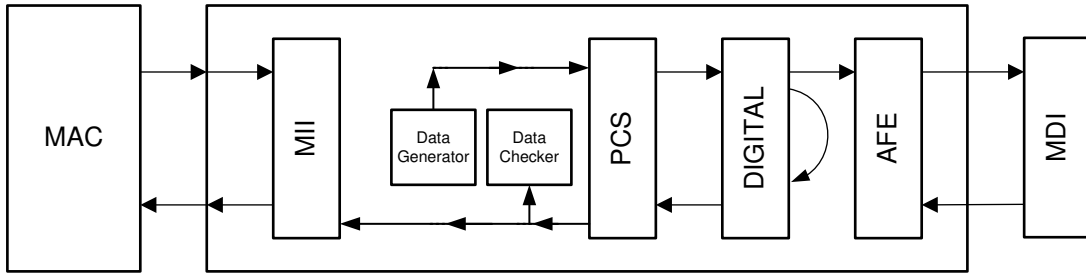 MAC
MII
Data
Generator
Data
Checker
PCS
DIGITAL
AFE
MDI